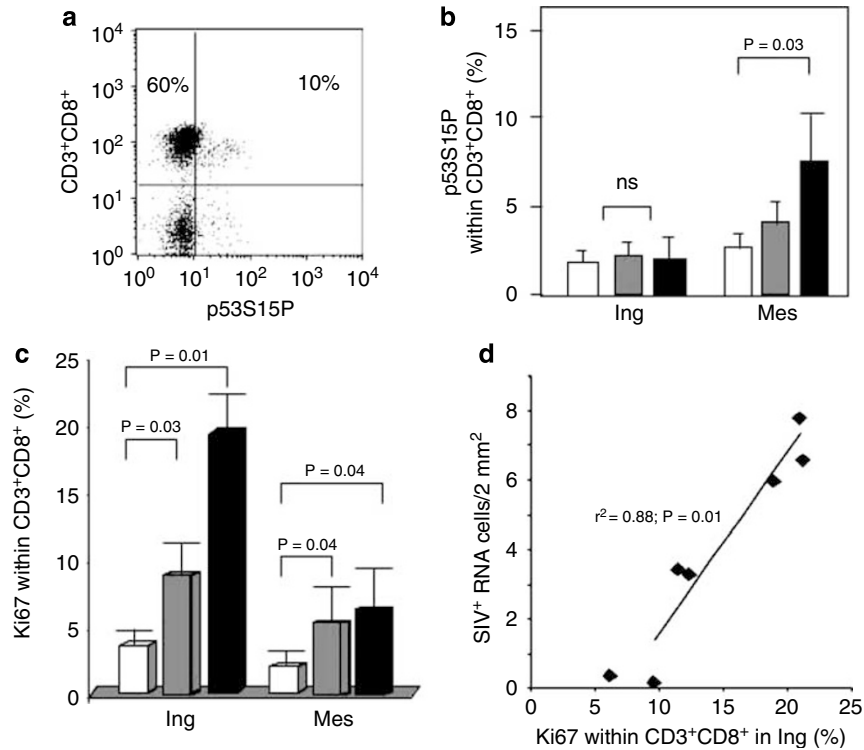 a
CD3⁺CD8⁺
10⁴
10³
10²
10¹
10⁰
60%
10%
10⁰ 10¹ 10² 10³ 10⁴
p53S15P
b
p53S15P
within CD3⁺CD8⁺ (%)
15
10
5
0
ns
P = 0.03
Ing Mes
c
Ki67 within CD3⁺CD8⁺ (%)
25
20
15
10
5
0
P = 0.01
P = 0.03
P = 0.04
P = 0.04
Ing Mes
d
SIV⁺ RNA cells/2 mm²
8
6
4
2
0
r² = 0.88; P = 0.01
0 5 10 15 20 25
Ki67 within CD3⁺CD8⁺ in Ing (%)